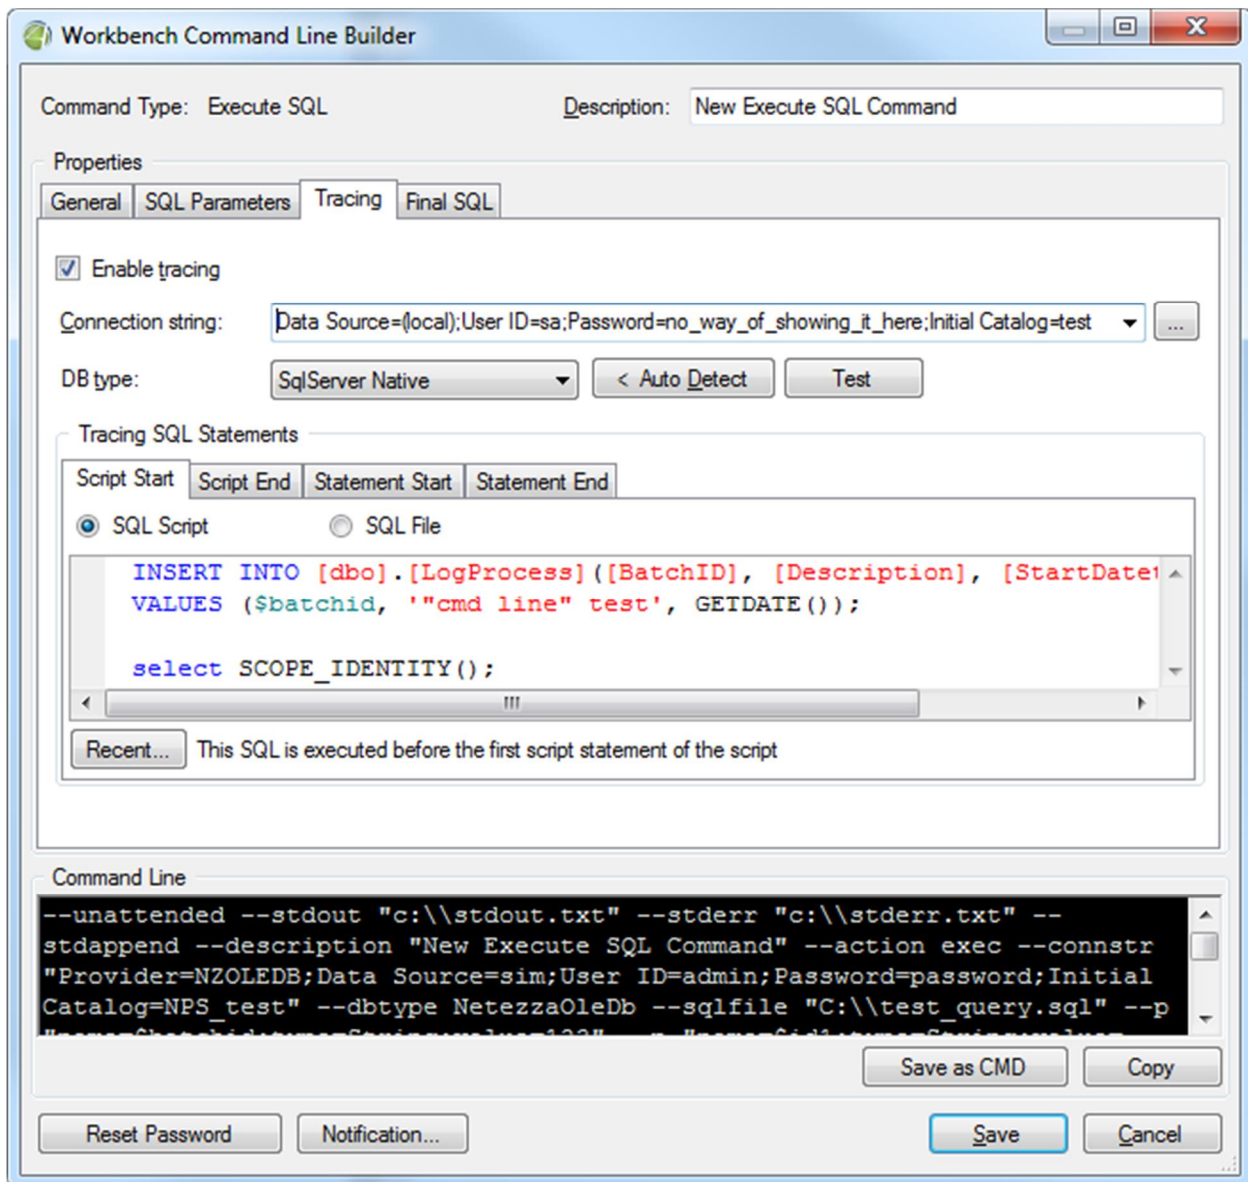 Workbench Command Line Builder
Command Type: Execute SQL Description: New Execute SQL Command
Properties
General SQL Parameters Tracing Final SQL
Enable tracing
Connection string: Data Source=(local);User ID=sa;Password=no_way_of_showing_it_here;Initial Catalog=test ...
DB type: SqlServer Native < Auto Detect Test
Tracing SQL Statements
Script Start Script End Statement Start Statement End
SQL Script SQL File
INSERT INTO [dbo].[LogProcess]([BatchID], [Description], [StartDatet
VALUES ($batchid, '"cmd line" test', GETDATE());
select SCOPE_IDENTITY();
Recent... This SQL is executed before the first script statement of the script
Command Line
--unattended --stdout "c:\\stdout.txt" --stderr "c:\\stderr.txt" --
stdappend --description "New Execute SQL Command" --action exec --connstr
"Provider=NZOLEDB;Data Source=sim;User ID=admin;Password=password;Initial
Catalog=NPS_test" --dbtype NetezzaOleDb --sqlfile "C:\\test_query.sql" --p
Save as CMD Copy
Reset Password Notification... Save Cancel